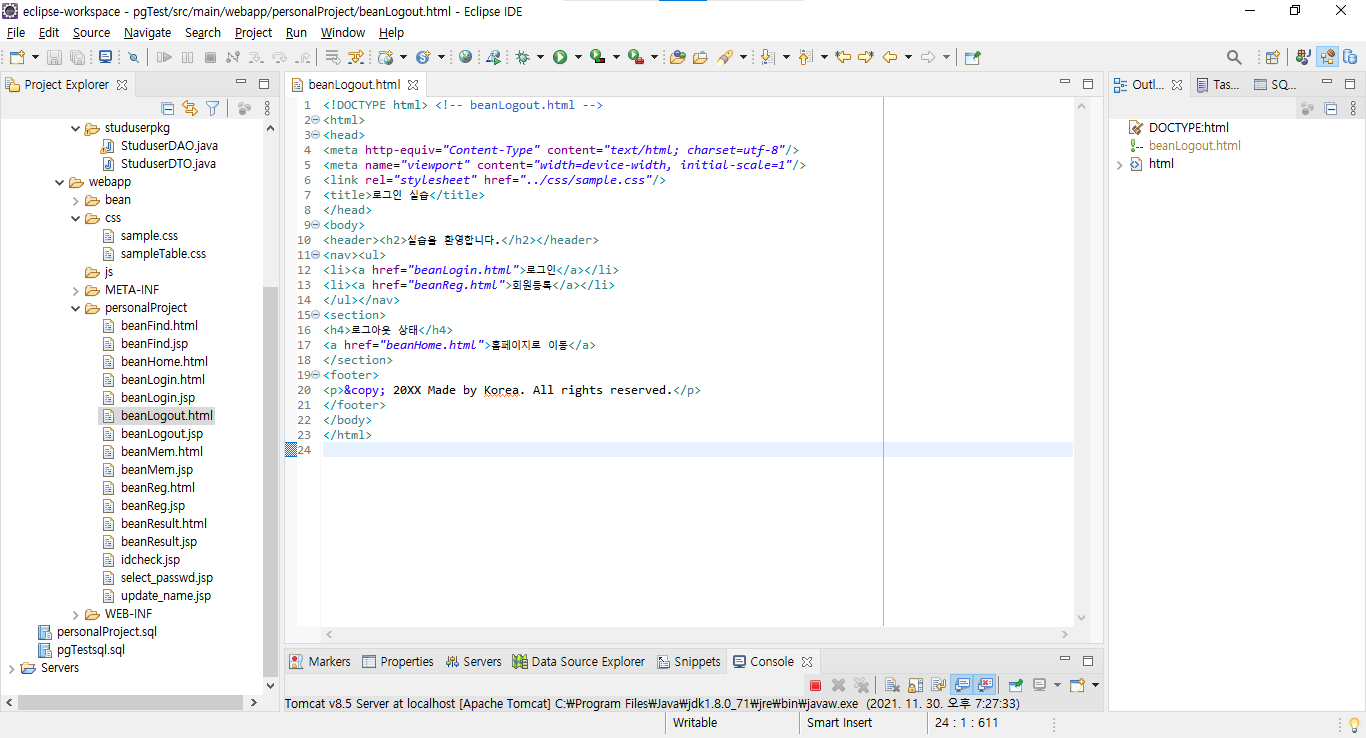 eclipse-workspace - pgTest/src/main/webapp/personalProject/beanLogout.html - Eclipse IDE
File Edit Source Navigate Search Project Run Window Help
Project Explorer
studuserpkg
StuduserDAO.java
StuduserDTO.java
webapp
bean
css
sample.css
sampleTable.css
js
META-INF
personalProject
beanFind.html
beanFind.jsp
beanHome.html
beanLogin.html
beanLogin.jsp
beanLogout.html
beanLogout.jsp
beanMem.html
beanMem.jsp
beanReg.html
beanReg.jsp
beanResult.html
beanResult.jsp
idcheck.jsp
select_passwd.jsp
update_name.jsp
WEB-INF
personalProject.sql
pgTestsql.sql
Servers
beanLogout.html
1 <!DOCTYPE html> <!-- beanLogout.html -->
2 <html>
3 <head>
4 <meta http-equiv="Content-Type" content="text/html; charset=utf-8"/>
5 <meta name="viewport" content="width=device-width, initial-scale=1"/>
6 <link rel="stylesheet" href="../css/sample.css"/>
7 <title>로그인 실습</title>
8 </head>
9 <body>
10 <header><h2>실습을 환영합니다.</h2></header>
11 <nav><ul>
12 <li><a href="beanLogin.html">로그인</a></li>
13 <li><a href="beanReg.html">회원등록</a></li>
14 </ul></nav>
15 <section>
16 <h4>로그아웃 상태</h4>
17 <a href="beanHome.html">홈페이지로 이동</a>
18 </section>
19 <footer>
20 <p>&copy; 20XX Made by Korea. All rights reserved.</p>
21 </footer>
22 </body>
23 </html>
24
Outl... Tas... SQ...
DOCTYPE:html
beanLogout.html
html
Markers Properties Servers Data Source Explorer Snippets Console
Tomcat v8.5 Server at localhost [Apache Tomcat] C:₩Program Files₩Java₩jdk1.8.0_71₩jre₩bin₩javaw.exe (2021. 11. 30. 오후 7:27:33)
Writable Smart Insert 24 : 1 : 611